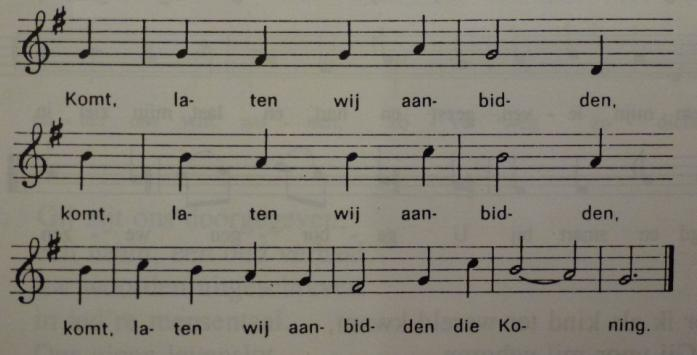 Komt, la- ten wij aan- bid- den,
komt, la- ten wij aan- bid- den,
komt, la- ten wij aan- bid- den die Ko- ning.